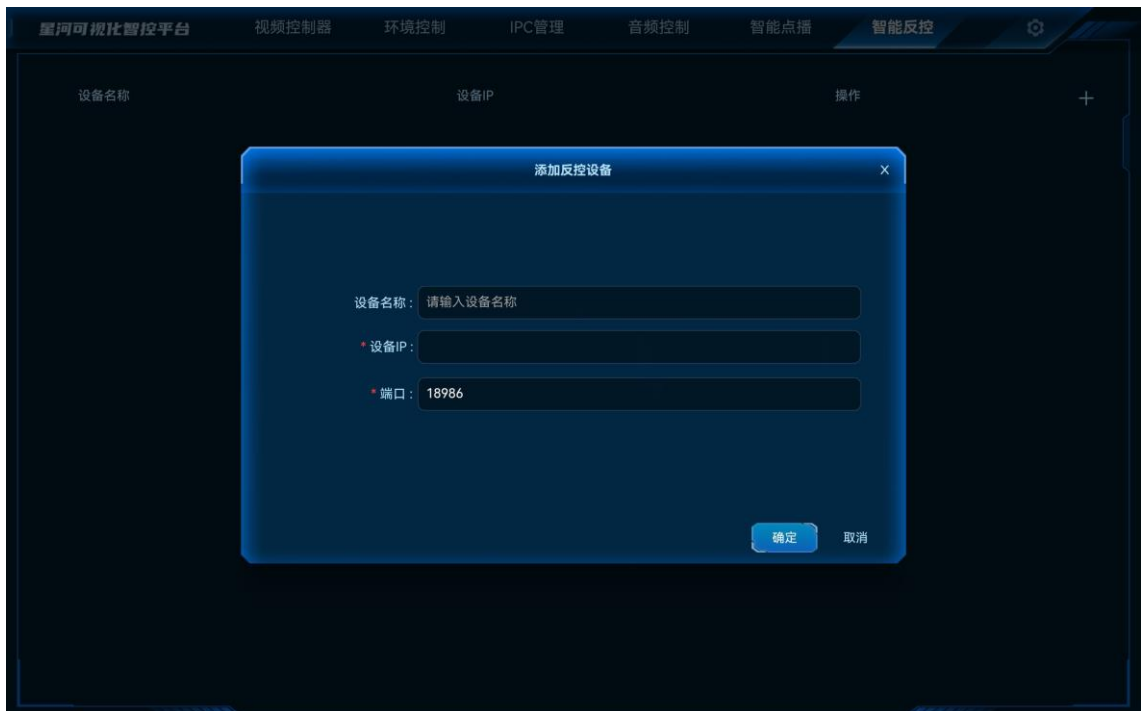 星河可视化智控平台 视频控制器 环境控制 IPC管理 音频控制 智能点播 智能反控
设备名称 设备IP 操作 +
添加反控设备 X
设备名称 : 请输入设备名称
* 设备IP :
* 端口 : 18986
确定 取消